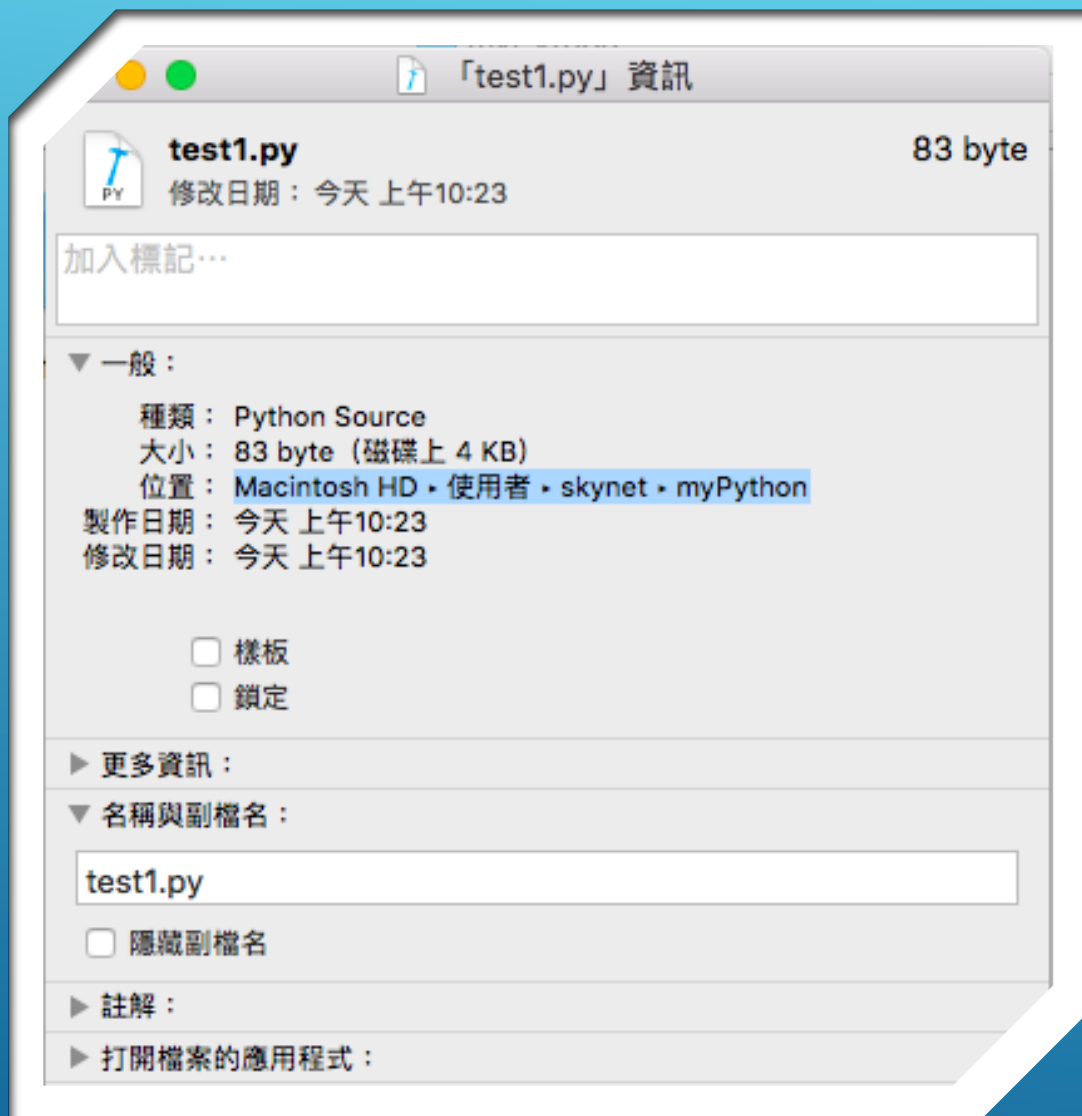 「test1.py」資訊
test1.py
83 byte
PY
修改日期：今天 上午10:23
加入標記…
▼ 一般：
種類： Python Source
大小： 83 byte（磁碟上 4 KB）
位置： Macintosh HD ▸ 使用者 ▸ skynet ▸ myPython
製作日期： 今天 上午10:23
修改日期： 今天 上午10:23
樣板
鎖定
▶ 更多資訊：
▼ 名稱與副檔名：
test1.py
隱藏副檔名
▶ 註解：
▶ 打開檔案的應用程式：